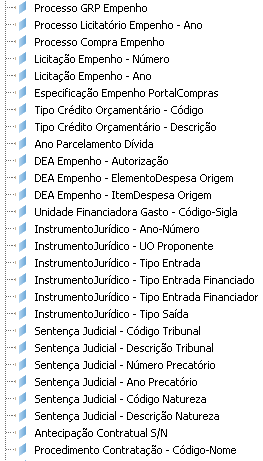 Processo GRP Empenho
Processo Licitatório Empenho - Ano
Processo Compra Empenho
Licitação Empenho - Número
Licitação Empenho - Ano
Especificação Empenho PortalCompras
Tipo Crédito Orçamentário - Código
Tipo Crédito Orçamentário - Descrição
Ano Parcelamento Dívida
DEA Empenho - Autorização
DEA Empenho - ElementoDespesa Origem
DEA Empenho - ItemDespesa Origem
Unidade Financiadora Gasto - Código-Sigla
InstrumentoJurídico - Ano-Número
InstrumentoJurídico - UO Proponente
InstrumentoJurídico - Tipo Entrada
InstrumentoJurídico - Tipo Entrada Financiado
InstrumentoJurídico - Tipo Entrada Financiador
InstrumentoJurídico - Tipo Saída
Sentença Judicial - Código Tribunal
Sentença Judicial - Descrição Tribunal
Sentença Judicial - Número Precatório
Sentença Judicial - Ano Precatório
Sentença Judicial - Código Natureza
Sentença Judicial - Descrição Natureza
Antecipação Contratual S/N
Procedimento Contratação - Código-Nome